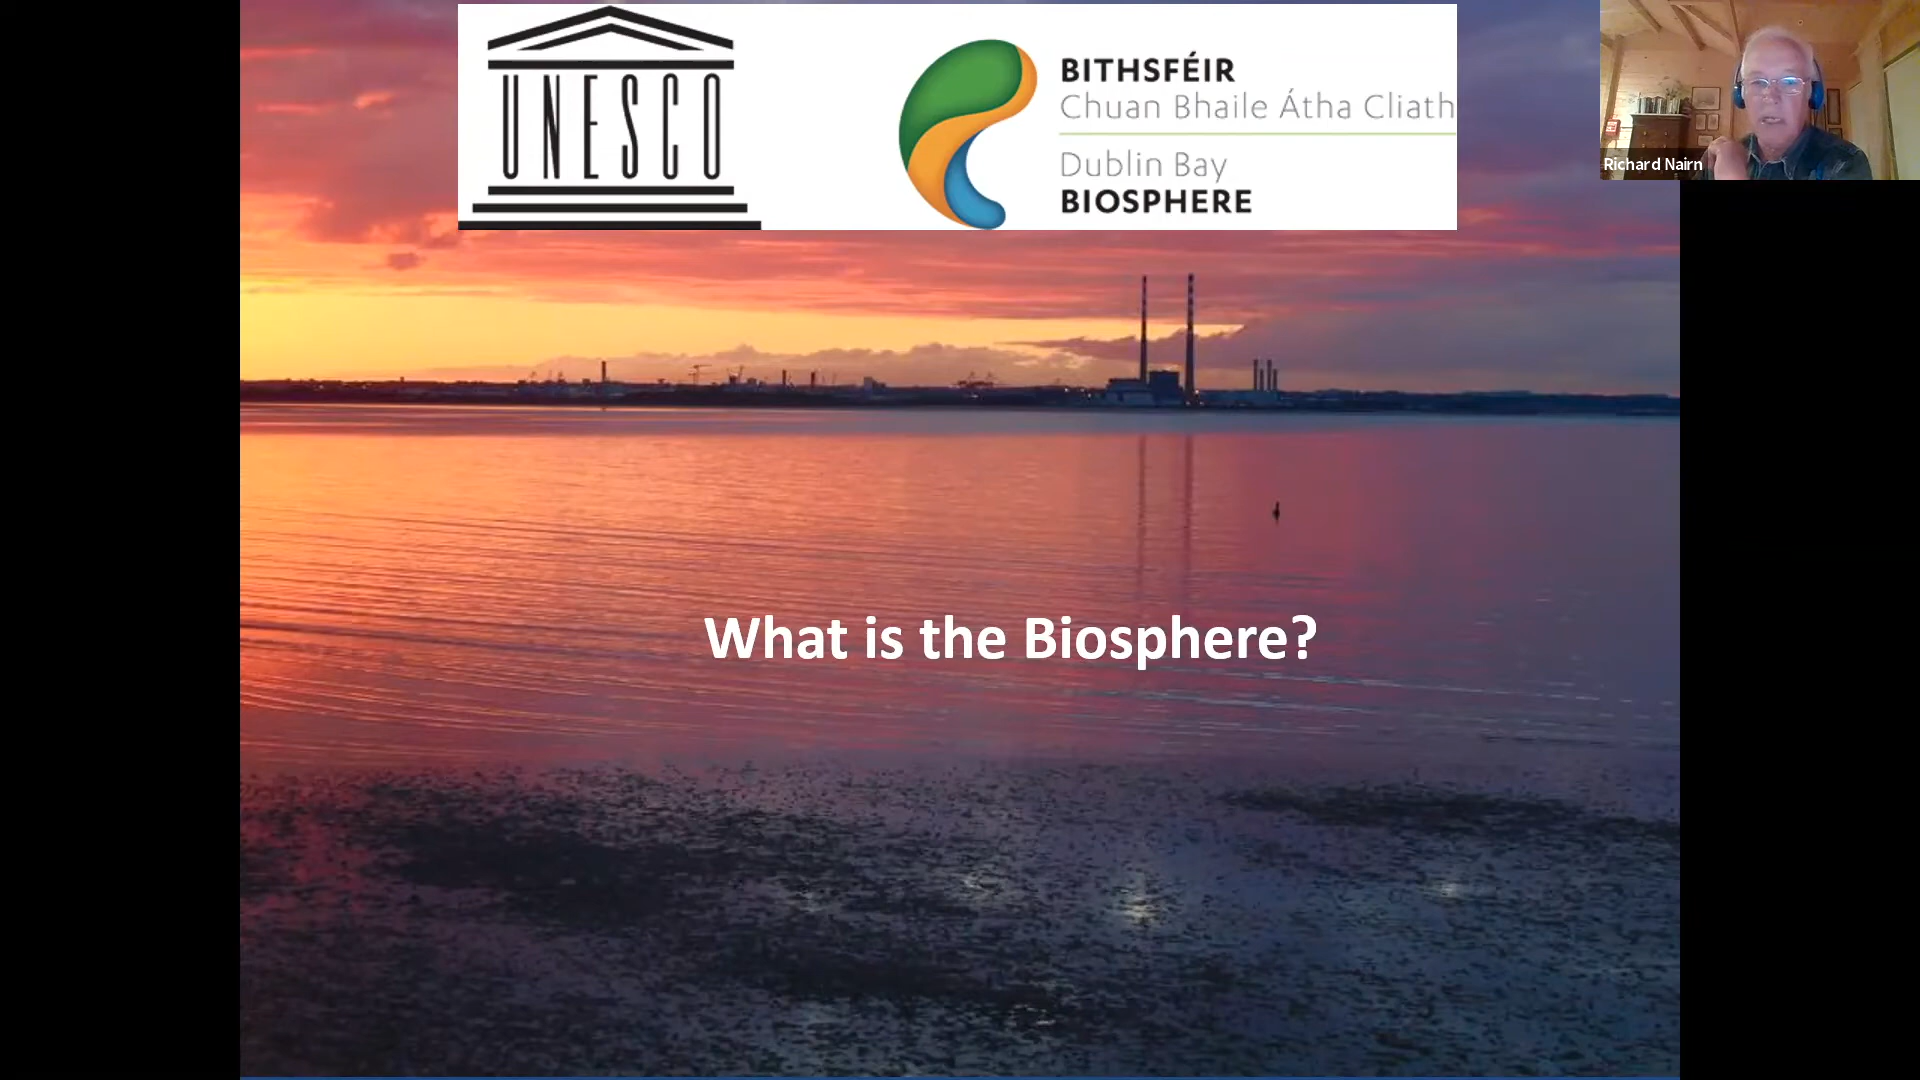 UNESCO
BITHSFÉIR
Chuan Bhaile Átha Cliath
Dublin Bay
BIOSPHERE
Richard Nairn
What is the Biosphere?